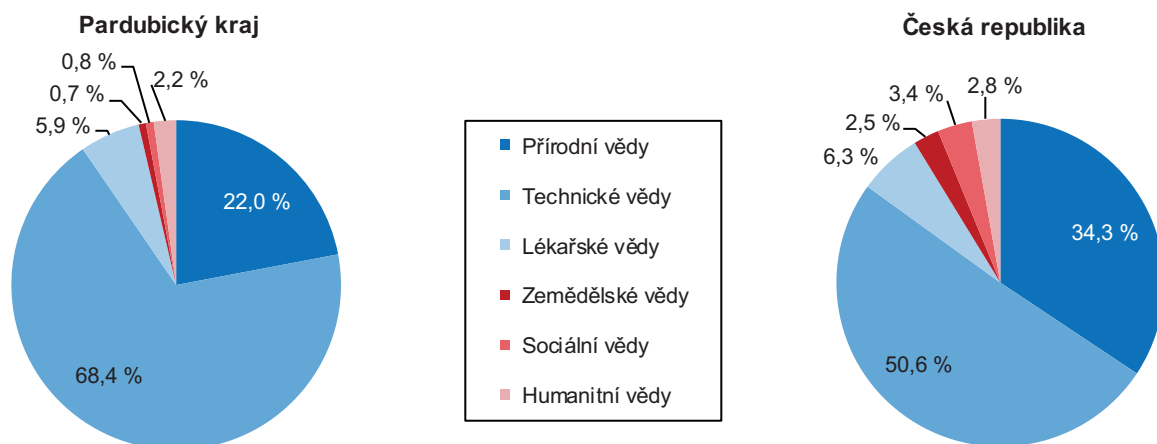 Pardubický kraj
0,8 %
2,2 %
0,7 %
5,9 %
22,0 %
68,4 %
Přírodní vědy
Technické vědy
Lékařské vědy
Zemědělské vědy
Sociální vědy
Humanitní vědy
Česká republika
2,8 %
3,4 %
2,5 %
6,3 %
34,3 %
50,6 %